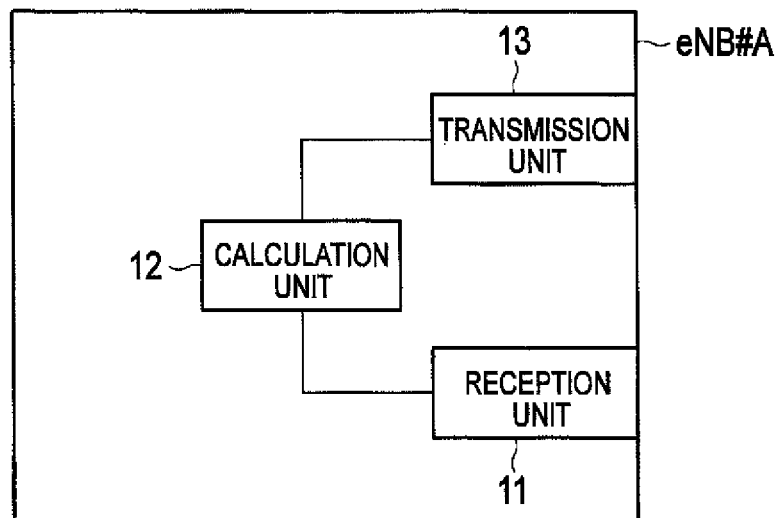 eNB#A
13
TRANSMISSION
UNIT
12
CALCULATION
UNIT
RECEPTION
UNIT
11